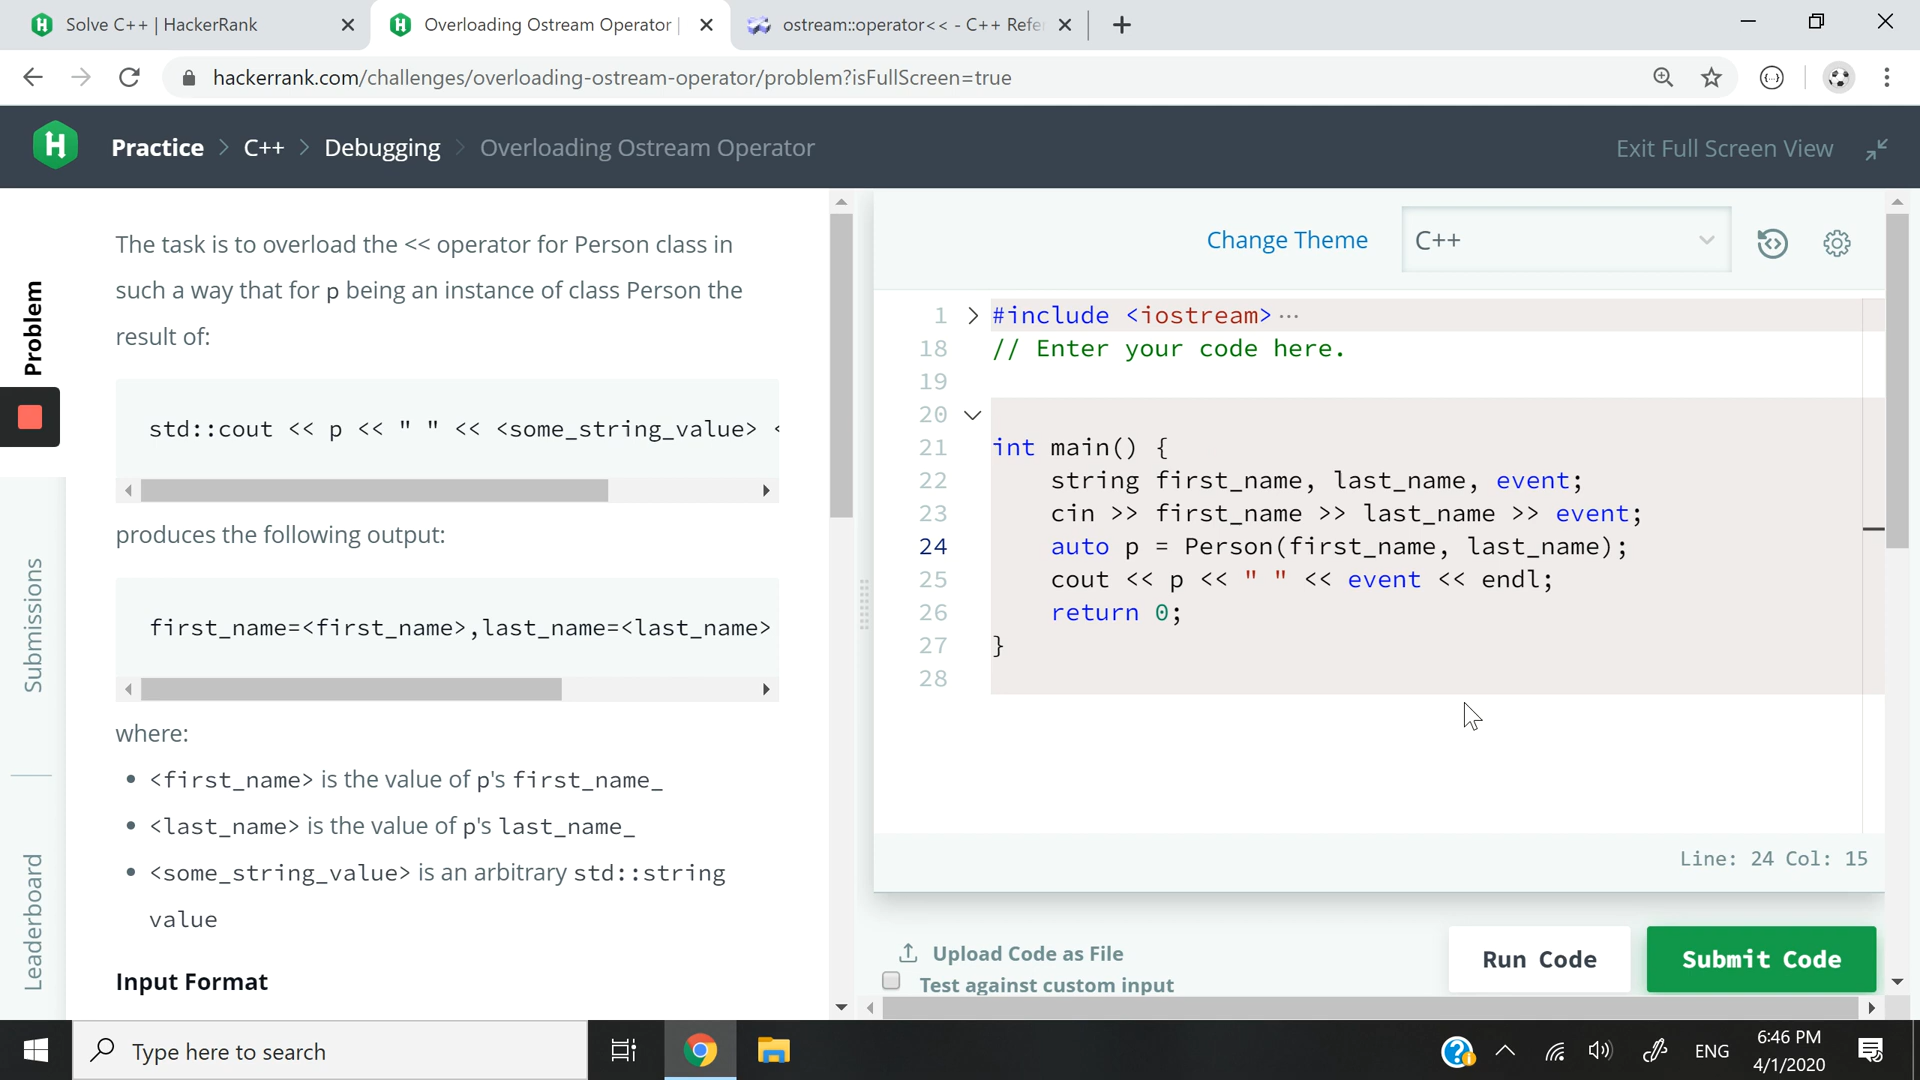 Solve C++ | HackerRank
Overloading Ostream Operator |
ostream::operator<< - C++ Refe
hackerrank.com/challenges/overloading-ostream-operator/problem?isFullScreen=true
H
Practice > C++ > Debugging > Overloading Ostream Operator
Exit Full Screen View
Problem
Submissions
Leaderboard
The task is to overload the << operator for Person class in
such a way that for p being an instance of class Person the
result of:
std::cout << p << " " << <some_string_value> <
produces the following output:
first_name=<first_name>,last_name=<last_name>
where:
• <first_name> is the value of p's first_name_
• <last_name> is the value of p's last_name_
• <some_string_value> is an arbitrary std::string
value
Input Format
Change Theme
C++
1 #include <iostream> ···
18 // Enter your code here.
19
20
21 int main() {
22 string first_name, last_name, event;
23 cin >> first_name >> last_name >> event;
24 auto p = Person(first_name, last_name);
25 cout << p << " " << event << endl;
26 return 0;
27 }
28
Line: 24 Col: 15
Upload Code as File
Test against custom input
Run Code
Submit Code
Type here to search
ENG
6:46 PM
4/1/2020